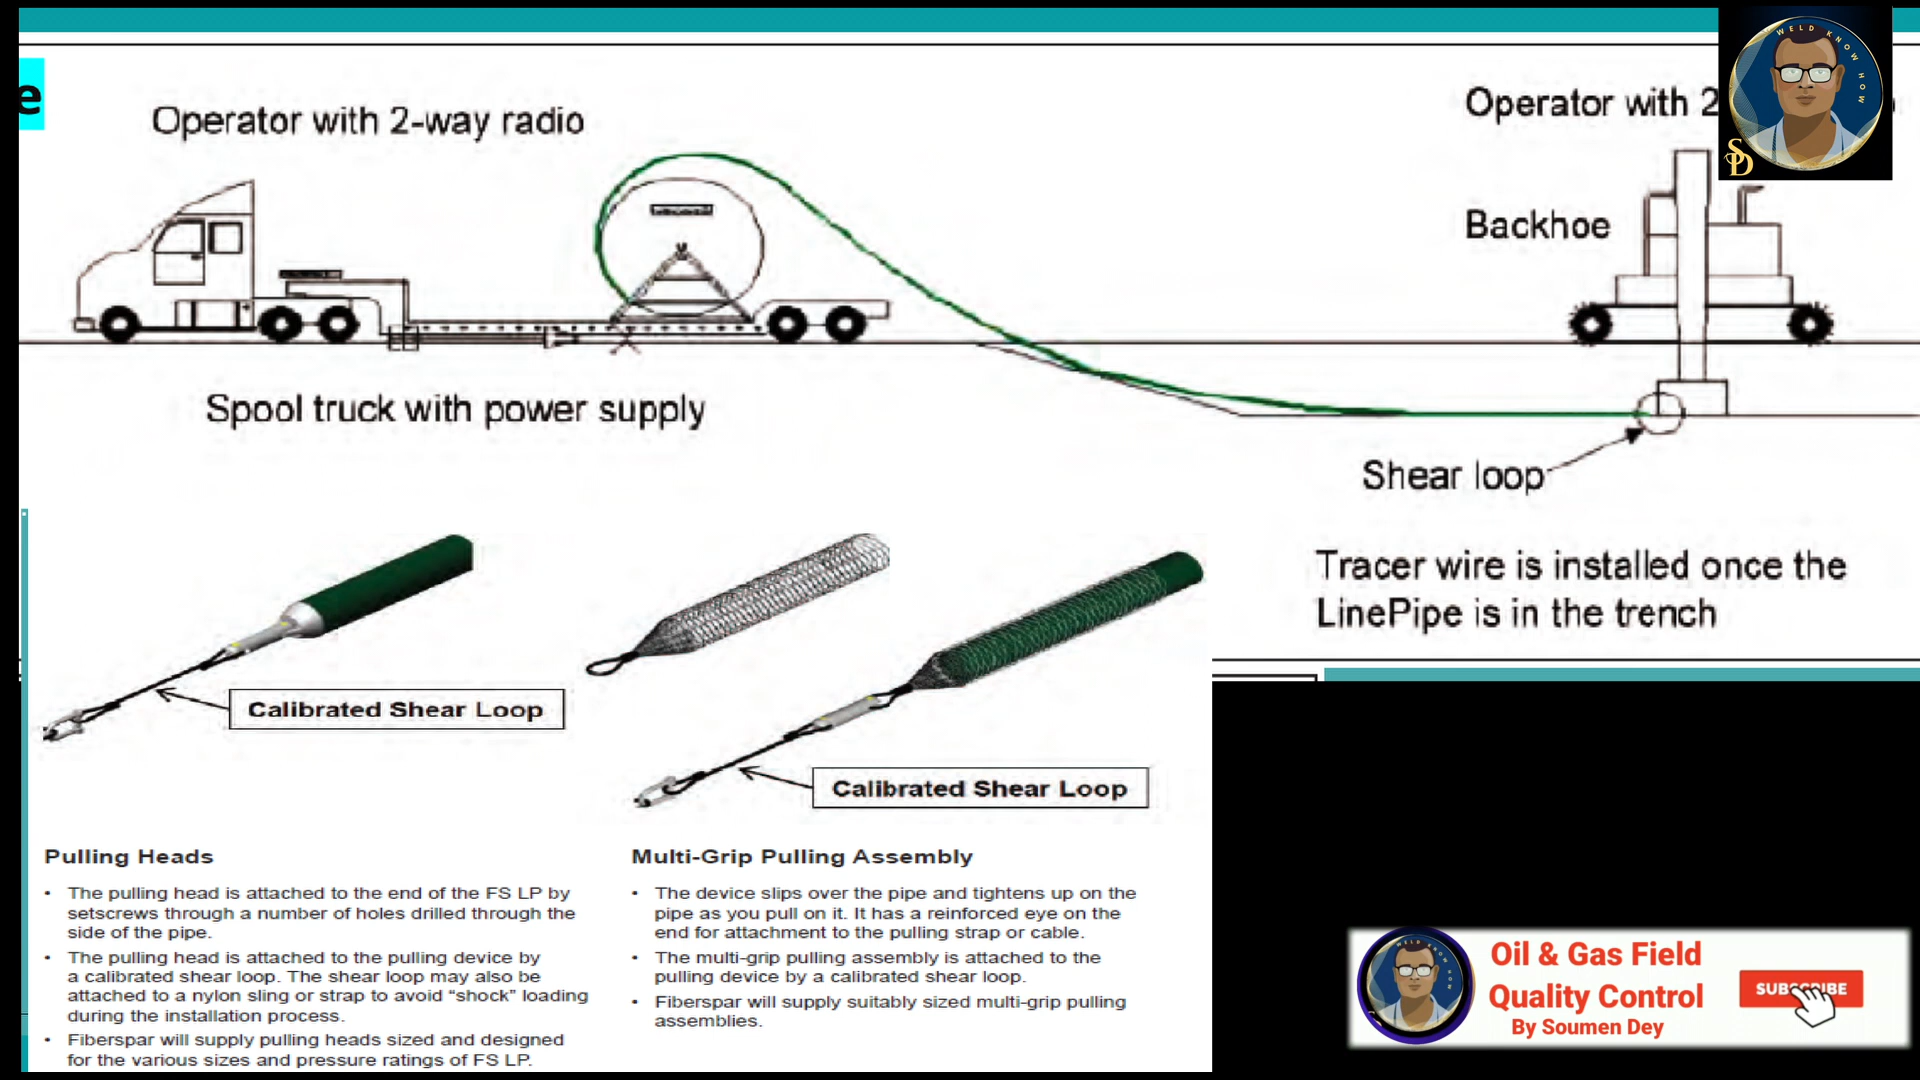 e
Operator with 2-way radio
Operator with 2
WELD KNOW HOW
SD
Backhoe
Spool truck with power supply
Shear loop
Tracer wire is installed once the
LinePipe is in the trench
Calibrated Shear Loop
Calibrated Shear Loop
Pulling Heads
• The pulling head is attached to the end of the FS LP by
setscrews through a number of holes drilled through the
side of the pipe.
• The pulling head is attached to the pulling device by
a calibrated shear loop. The shear loop may also be
attached to a nylon sling or strap to avoid “shock” loading
during the installation process.
• Fiberspar will supply pulling heads sized and designed
for the various sizes and pressure ratings of FS LP.
Multi-Grip Pulling Assembly
• The device slips over the pipe and tightens up on the
pipe as you pull on it. It has a reinforced eye on the
end for attachment to the pulling strap or cable.
• The multi-grip pulling assembly is attached to the
pulling device by a calibrated shear loop.
• Fiberspar will supply suitably sized multi-grip pulling
assemblies.
WELD KNOW HOW
Oil & Gas Field
Quality Control
By Soumen Dey
SUBSCRIBE